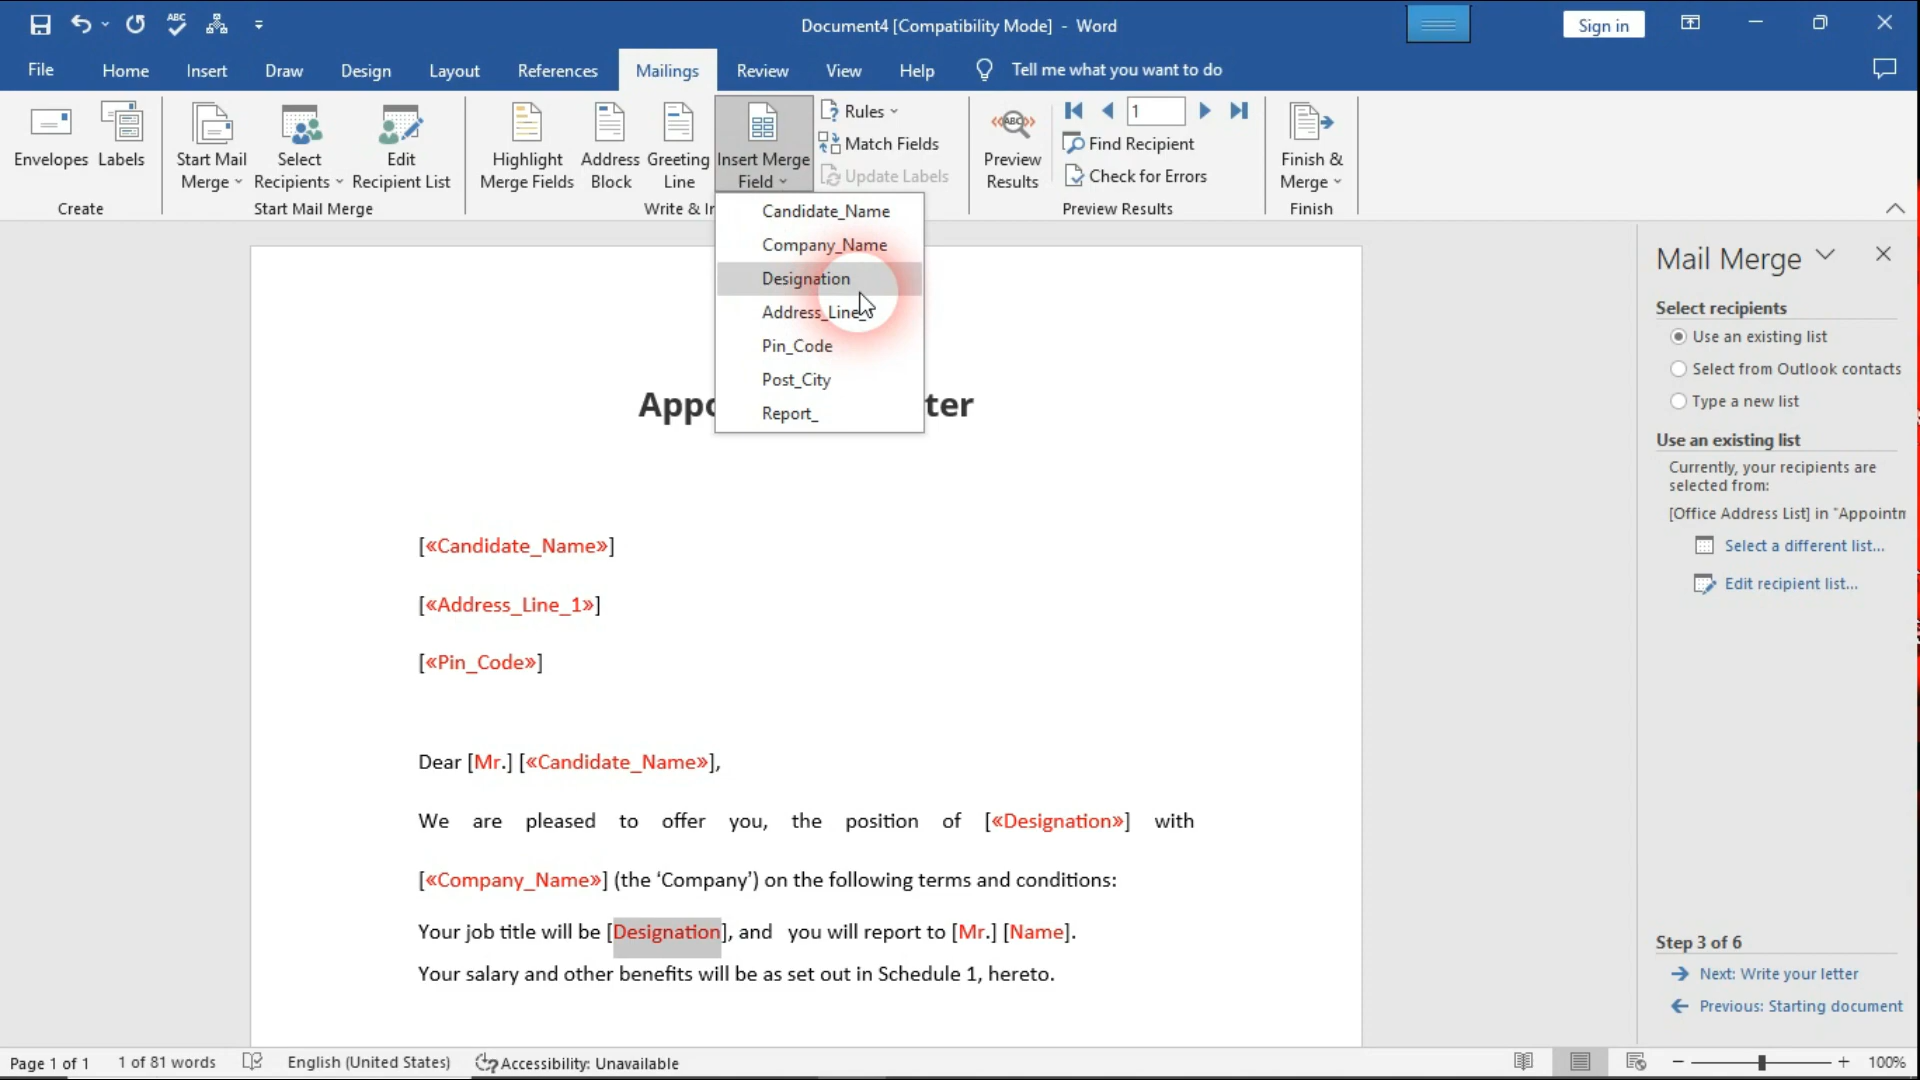 Document4 [Compatibility Mode] - Word
Sign in
File Home Insert Draw Design Layout References Mailings Review View Help Tell me what you want to do
Envelopes
Labels
Create
Start Mail
Merge
Select
Recipients
Edit
Recipient List
Start Mail Merge
Highlight
Merge Fields
Address
Block
Greeting
Line
Insert Merge
Field
Rules
Match Fields
Update Labels
Write &
ABC
Preview
Results
1
Find Recipient
Check for Errors
Preview Results
Finish &
Merge
Finish
Candidate_Name
Company_Name
Designation
Address_Line_
Pin_Code
Post_City
Report_
[«Candidate_Name»]
[«Address_Line_1»]
[«Pin_Code»]
Dear [Mr.] [«Candidate_Name»],
We are pleased to offer you, the position of [«Designation»] with
[«Company_Name»] (the ‘Company’) on the following terms and conditions:
Your job title will be [Designation], and you will report to [Mr.] [Name].
Your salary and other benefits will be as set out in Schedule 1, hereto.
Mail Merge
Select recipients
Use an existing list
Select from Outlook contacts
Type a new list
Use an existing list
Currently, your recipients are
selected from:
[Office Address List] in "Appointm
Select a different list...
Edit recipient list...
Step 3 of 6
Next: Write your letter
Previous: Starting document
Page 1 of 1 1 of 81 words English (United States) Accessibility: Unavailable 100%